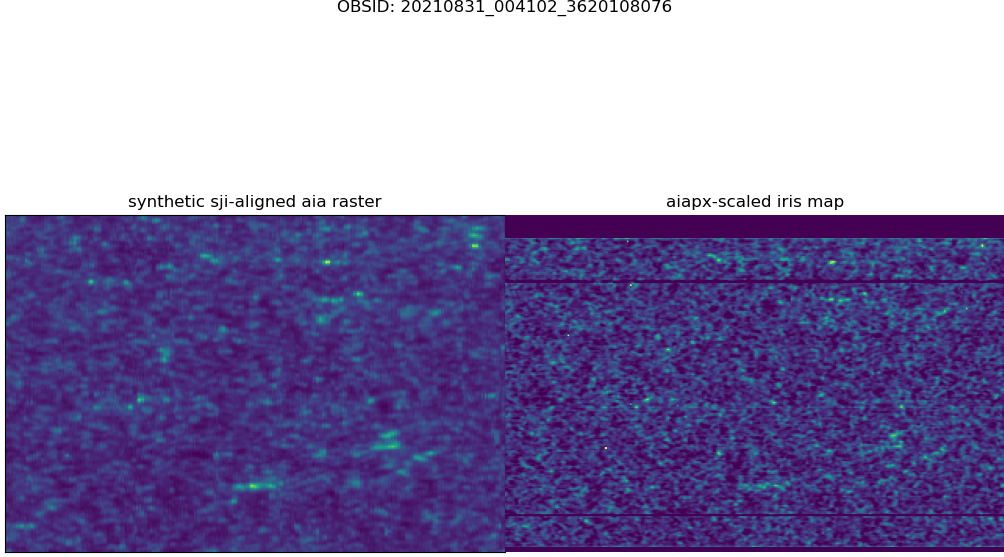 OBSID: 20210831_004102_3620108076
synthetic sji-aligned aia raster
aiapx-scaled iris map